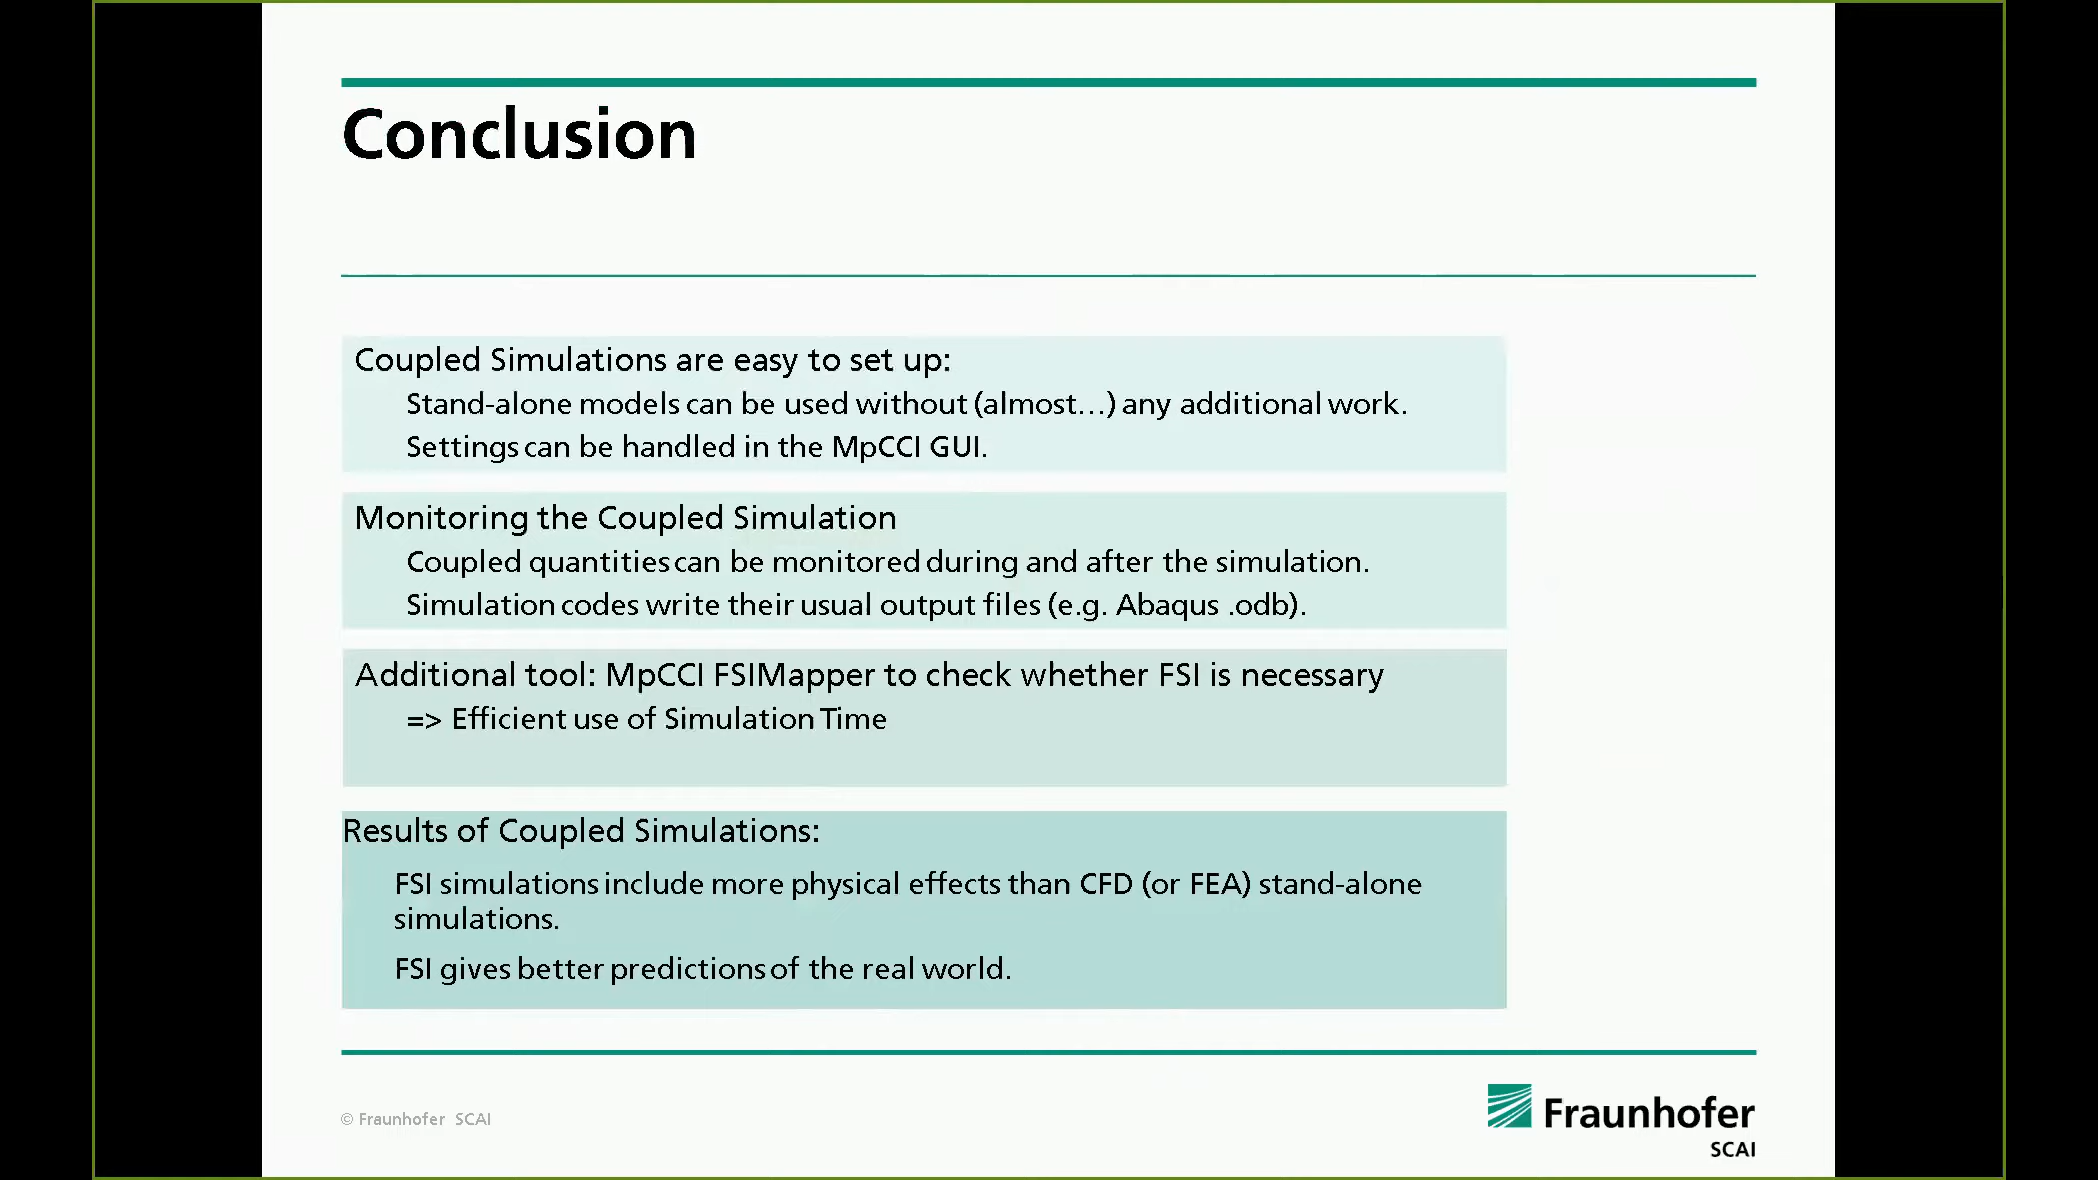 Conclusion
Coupled Simulations are easy to set up:
Stand-alone models can be used without (almost...) any additional work.
Settings can be handled in the MpCCI GUI.
Monitoring the Coupled Simulation
Coupled quantities can be monitored during and after the simulation.
Simulation codes write their usual output files (e.g. Abaqus .odb).
Additional tool: MpCCI FSIMapper to check whether FSI is necessary
=> Efficient use of Simulation Time
Results of Coupled Simulations:
FSI simulations include more physical effects than CFD (or FEA) stand-alone
simulations.
FSI gives better predictions of the real world.
© Fraunhofer SCAI
Fraunhofer
SCAI